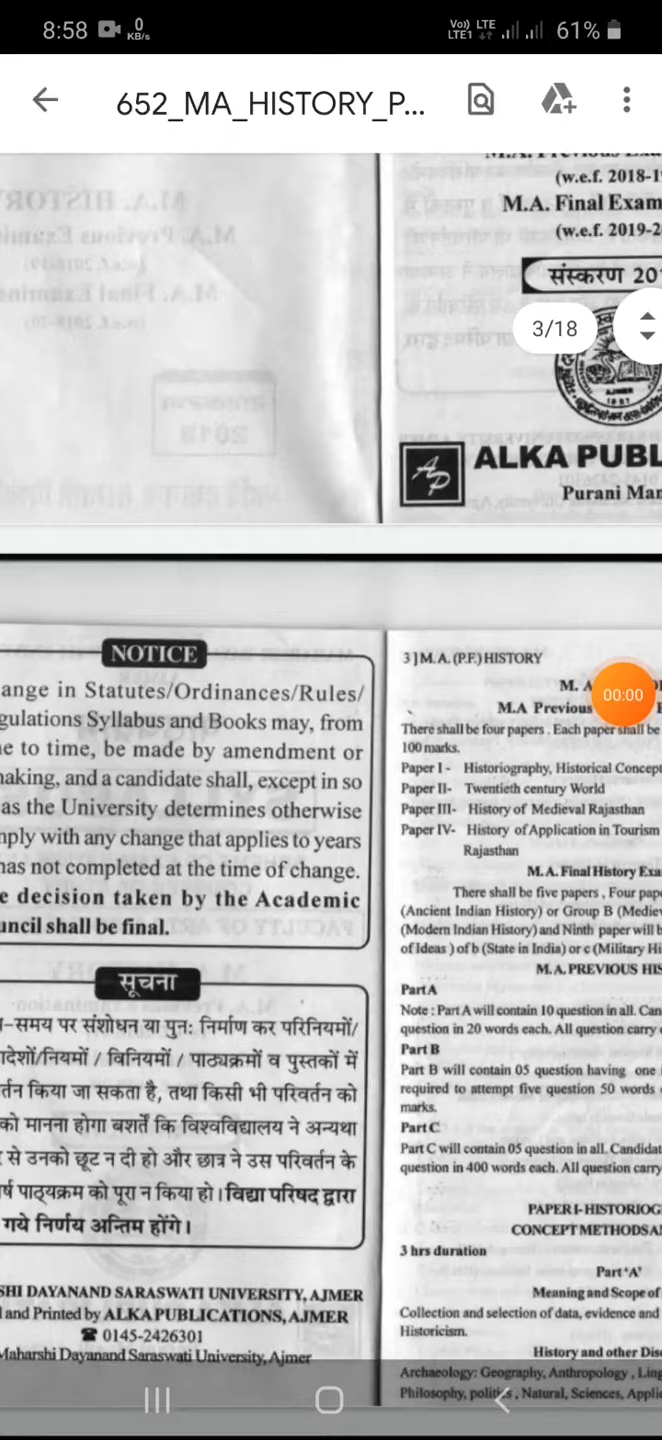 8:58
0
KB/s
Vo)) LTE
LTE1
61%
652_MA_HISTORY_P...
(w.e.f. 2018-1
M.A. Final Exam
(w.e.f. 2019-2
संस्करण 20
3/18
AJMER
1987
AP
ALKA PUBL
Purani Man
NOTICE
ange in Statutes/Ordinances/Rules/
gulations Syllabus and Books may, from
e to time, be made by amendment or
naking, and a candidate shall, except in so
as the University determines otherwise
nply with any change that applies to years
has not completed at the time of change.
e decision taken by the Academic
uncil shall be final.
सूचना
-समय पर संशोधन या पुन: निर्माण कर परिनियमों/
ादेशों/नियमों / विनियमों / पाठ्यक्रमों व पुस्तकों में
र्तन किया जा सकता है, तथा किसी भी परिवर्तन को
को मानना होगा बशर्ते कि विश्वविद्यालय ने अन्यथा
से उनको छूट न दी हो और छात्र ने उस परिवर्तन के
र्ष पाठ्यक्रम को पूरा न किया हो। विद्या परिषद द्वारा
गये निर्णय अन्तिम होंगे।
SHI DAYANAND SARASWATI UNIVERSITY, AJMER
l and Printed by ALKA PUBLICATIONS, AJMER
☎ 0145-2426301
Maharshi Dayanand Saraswati University, Ajmer
3 ] M.A. (P.F.) HISTORY
M. A
00:00
M.A Previous
There shall be four papers . Each paper shall be
100 marks.
Paper I - Historiography, Historical Concept
Paper II- Twentieth century World
Paper III- History of Medieval Rajasthan
Paper IV- History of Application in Tourism
Rajasthan
M.A. Final History Exa
There shall be five papers , Four pape
(Ancient Indian History) or Group B (Mediev
(Modern Indian History) and Ninth paper will b
of Ideas ) of b (State in India) or c (Military Hi
M.A. PREVIOUS HIS
Part A
Note : Part A will contain 10 question in all. Can
question in 20 words each. All question carry
Part B
Part B will contain 05 question having one
required to attempt five question 50 words
marks.
Part C
Part C will contain 05 question in all. Candidat
question in 400 words each. All question carry
PAPER I- HISTORIOG
CONCEPT METHODS A
3 hrs duration
Part 'A'
Meaning and Scope of
Collection and selection of data, evidence and
Historicism.
History and other Dis
Archaeology: Geography, Anthropology , Ling
Philosophy, politics , Natural, Sciences, Appli